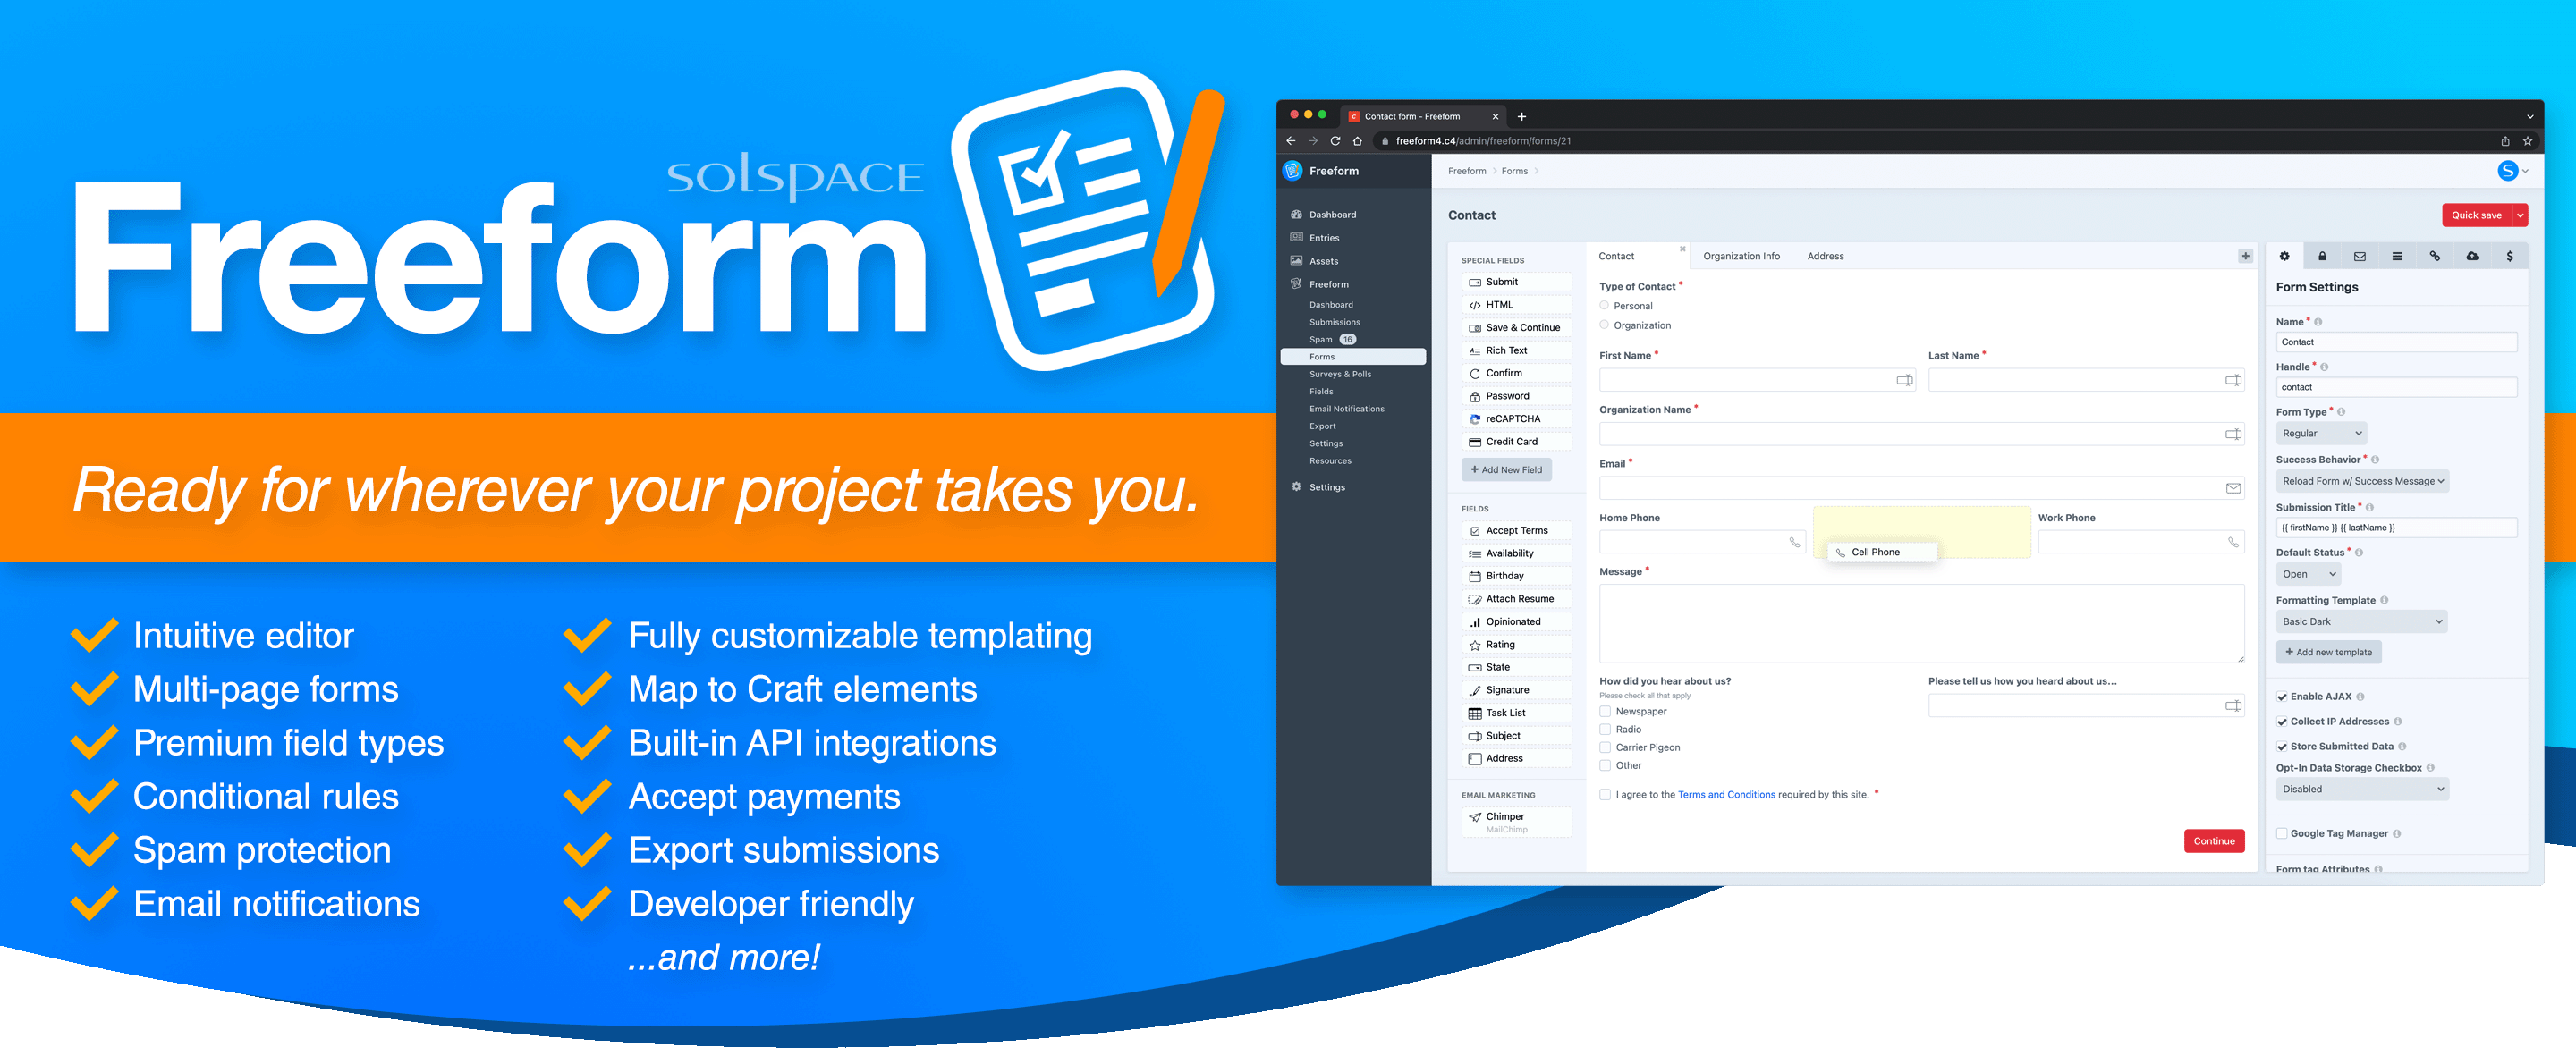 solspace
Freeform
Ready for wherever your project takes you.
Intuitive editor
Multi-page forms
Premium field types
Conditional rules
Spam protection
Email notifications
Fully customizable templating
Map to Craft elements
Built-in API integrations
Accept payments
Export submissions
Developer friendly
...and more!
Contact form - Freeform
freeform4.c4/admin/freeform/forms/21
Freeform
Dashboard
Entries
Assets
Freeform
Dashboard
Submissions
Spam 16
Forms
Surveys & Polls
Fields
Email Notifications
Export
Settings
Resources
Settings
Freeform > Forms >
Contact
Quick save
SPECIAL FIELDS
Submit
HTML
Save & Continue
Rich Text
Confirm
Password
reCAPTCHA
Credit Card
+ Add New Field
FIELDS
Accept Terms
Availability
Birthday
Attach Resume
Opinionated
Rating
State
Signature
Task List
Subject
Address
EMAIL MARKETING
Chimper
MailChimp
Contact Organization Info Address
Type of Contact *
Personal
Organization
First Name * Last Name *
Organization Name *
Email *
Home Phone Work Phone
Cell Phone
Message *
How did you hear about us? Please tell us how you heard about us...
Please check all that apply
Newspaper
Radio
Carrier Pigeon
Other
I agree to the Terms and Conditions required by this site. *
Continue
$
Form Settings
Name *
Contact
Handle *
contact
Form Type *
Regular
Success Behavior *
Reload Form w/ Success Message
Submission Title *
{{ firstName }} {{ lastName }}
Default Status *
Open
Formatting Template
Basic Dark
+ Add new template
Enable AJAX
Collect IP Addresses
Store Submitted Data
Opt-In Data Storage Checkbox
Disabled
Google Tag Manager
Form tag Attributes